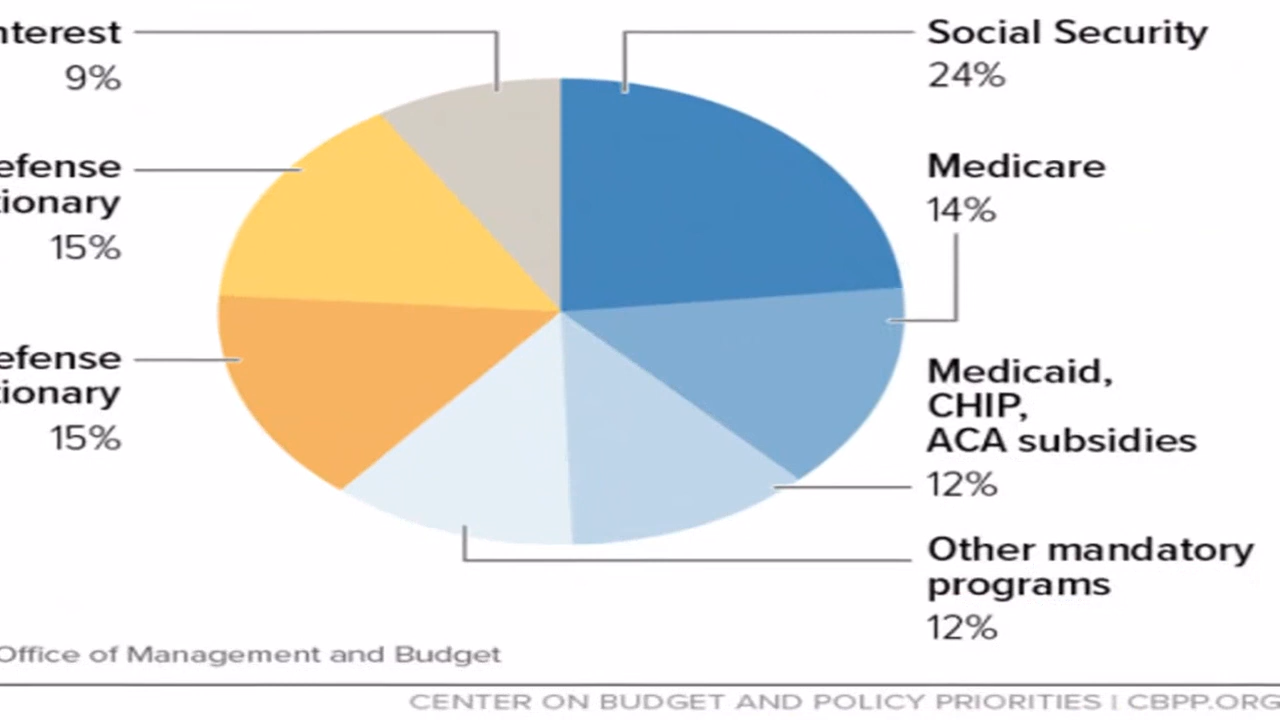 nterest
9%
efense
tionary
15%
efense
tionary
15%
Social Security
24%
Medicare
14%
Medicaid,
CHIP,
ACA subsidies
12%
Other mandatory
programs
12%
Office of Management and Budget
CENTER ON BUDGET AND POLICY PRIORITIES | CBPP.ORG